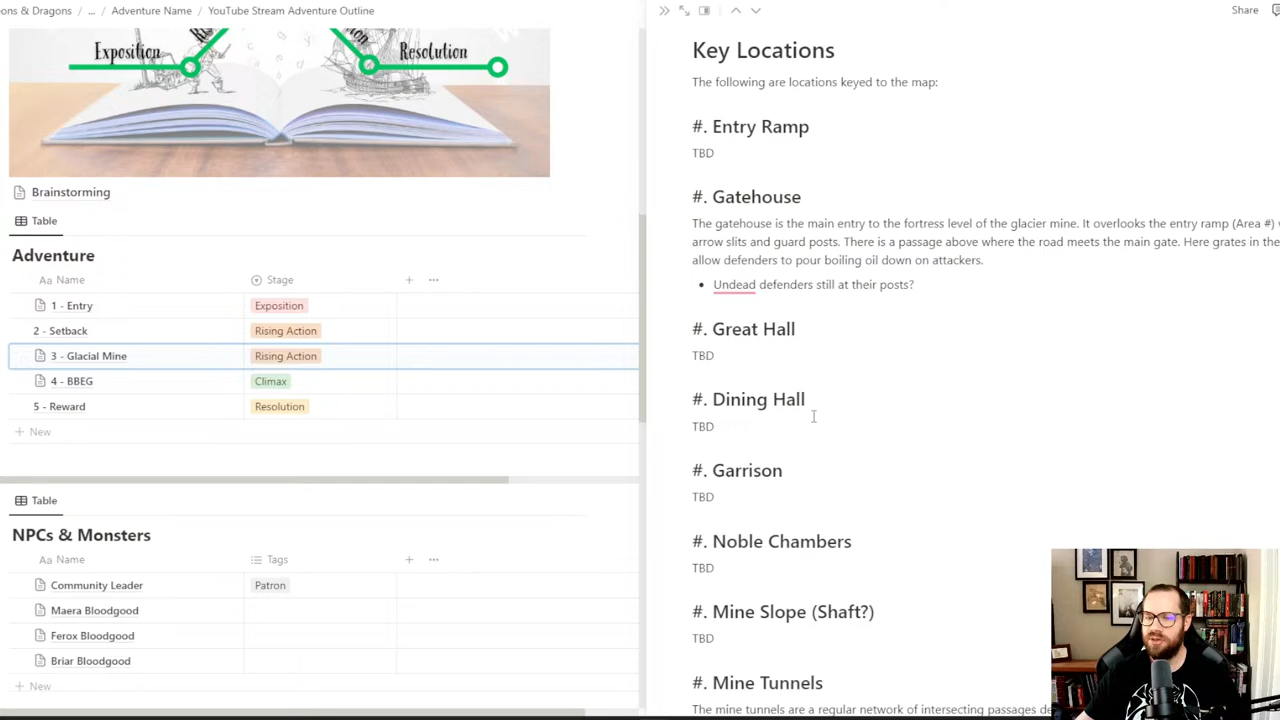 ons & Dragons / ... / Adventure Name / YouTube Stream Adventure Outline
Exposition
Resolution
Brainstorming
Table
Adventure
Aa Name
Stage
1 - Entry
Exposition
2 - Setback
Rising Action
3 - Glacial Mine
Rising Action
4 - BBEG
Climax
5 - Reward
Resolution
+ New
Table
NPCs & Monsters
Aa Name
Tags
Community Leader
Patron
Maera Bloodgood
Ferox Bloodgood
Briar Bloodgood
+ New
Share
Key Locations
The following are locations keyed to the map:
#. Entry Ramp
TBD
#. Gatehouse
The gatehouse is the main entry to the fortress level of the glacier mine. It overlooks the entry ramp (Area #)
arrow slits and guard posts. There is a passage above where the road meets the main gate. Here grates in the
allow defenders to pour boiling oil down on attackers.
• Undead defenders still at their posts?
#. Great Hall
TBD
#. Dining Hall
TBD
#. Garrison
TBD
#. Noble Chambers
TBD
#. Mine Slope (Shaft?)
TBD
#. Mine Tunnels
The mine tunnels are a regular network of intersecting passages